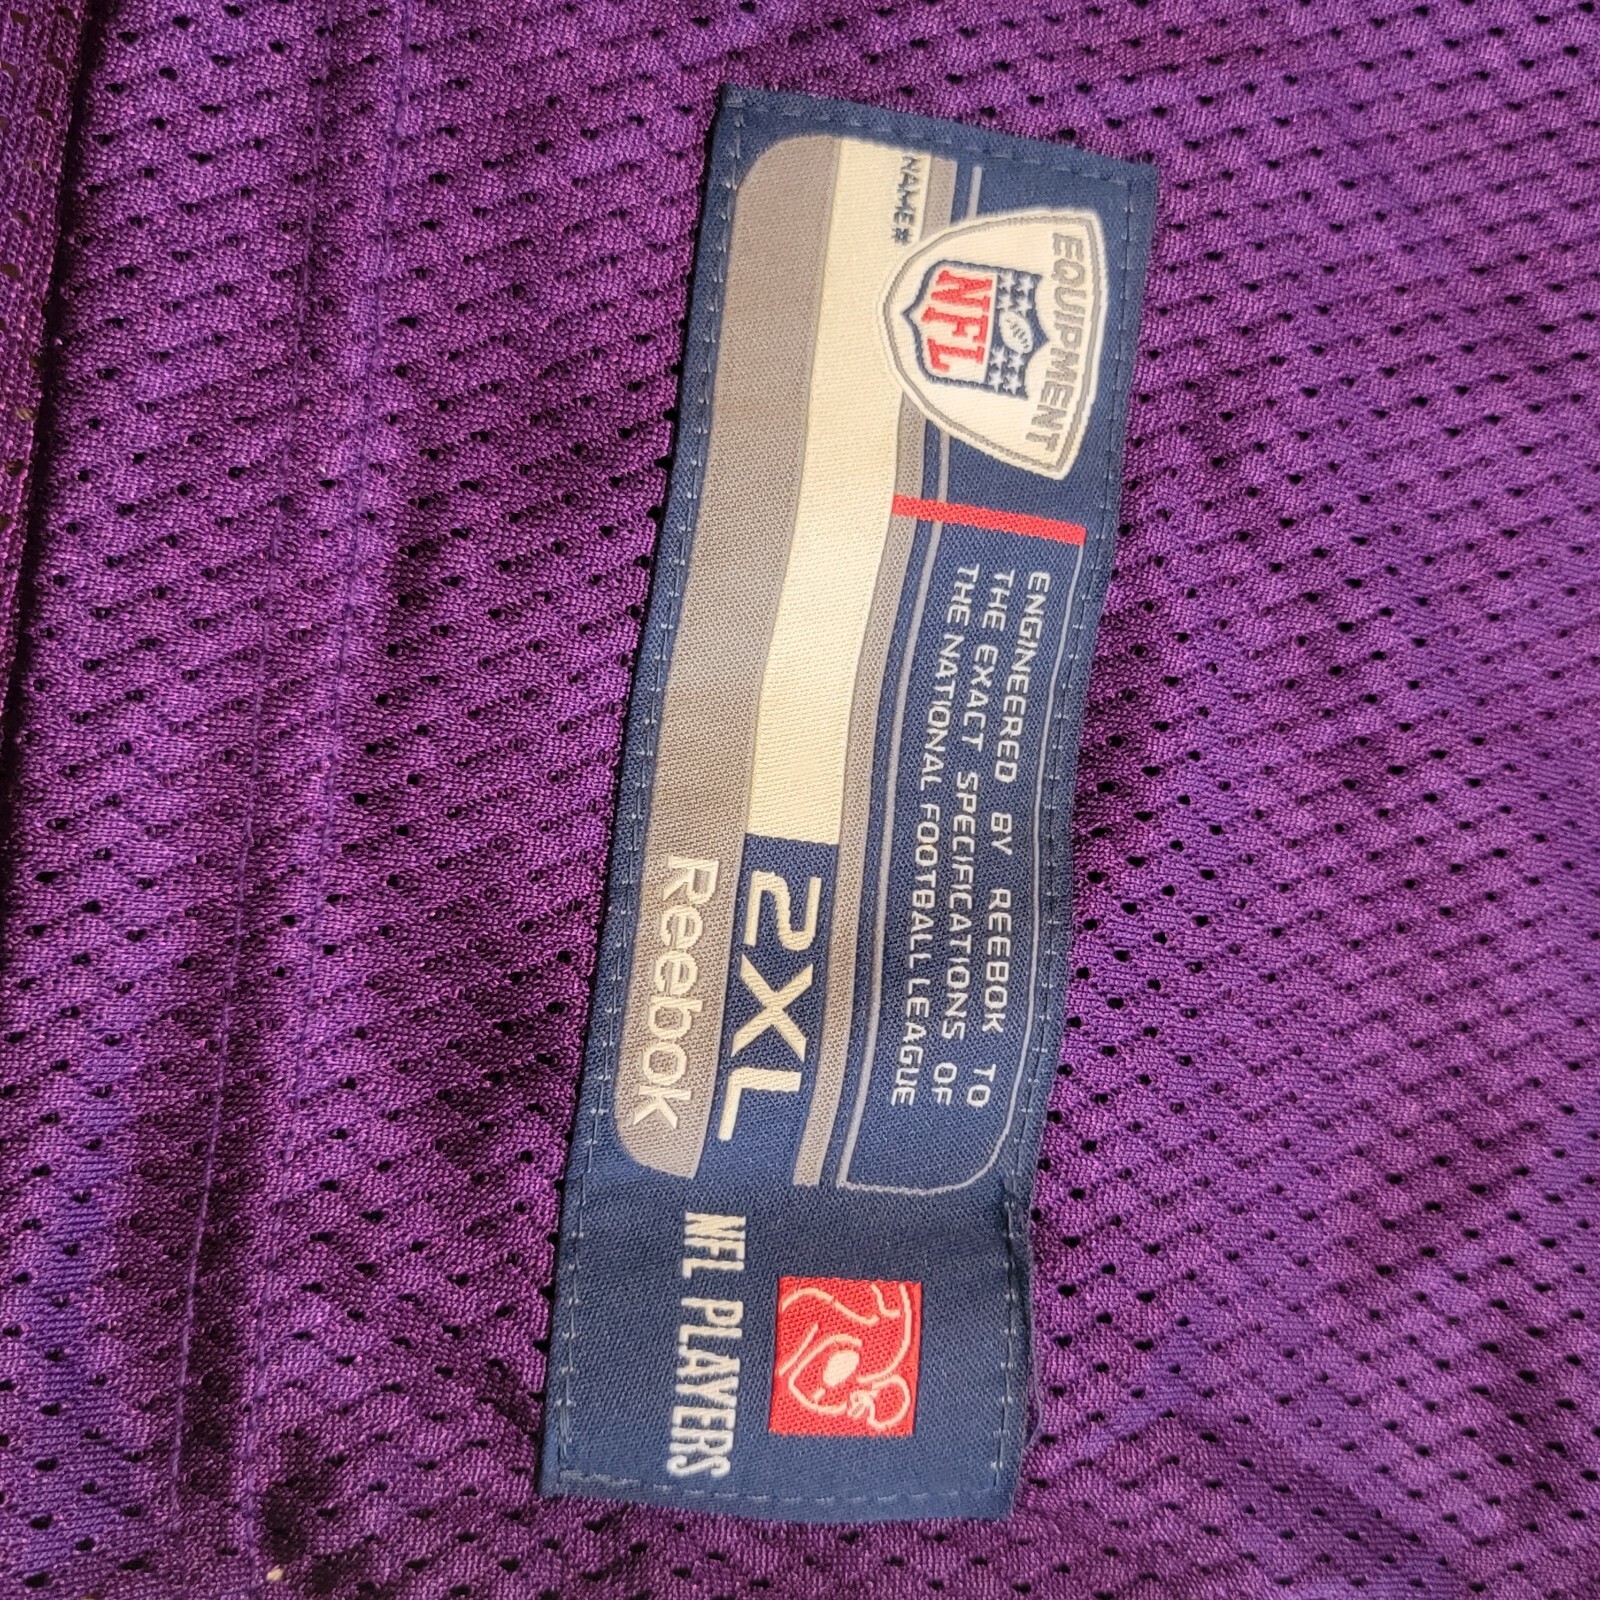 NAME#
EQUIPMENT
NFL
ENGINEERED BY REEBOK TO
THE EXACT SPECIFICATIONS OF
THE NATIONAL FOOTBALL LEAGUE
2XL
Reebok
NFL PLAYERS